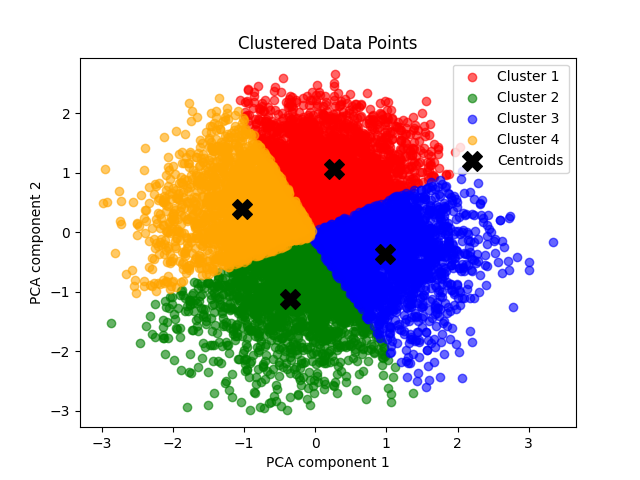 Clustered Data Points
Cluster 1
Cluster 2
Cluster 3
Cluster 4
Centroids
PCA component 2
2
1
0
−1
−2
−3
−3
−2
−1
0
1
2
3
PCA component 1